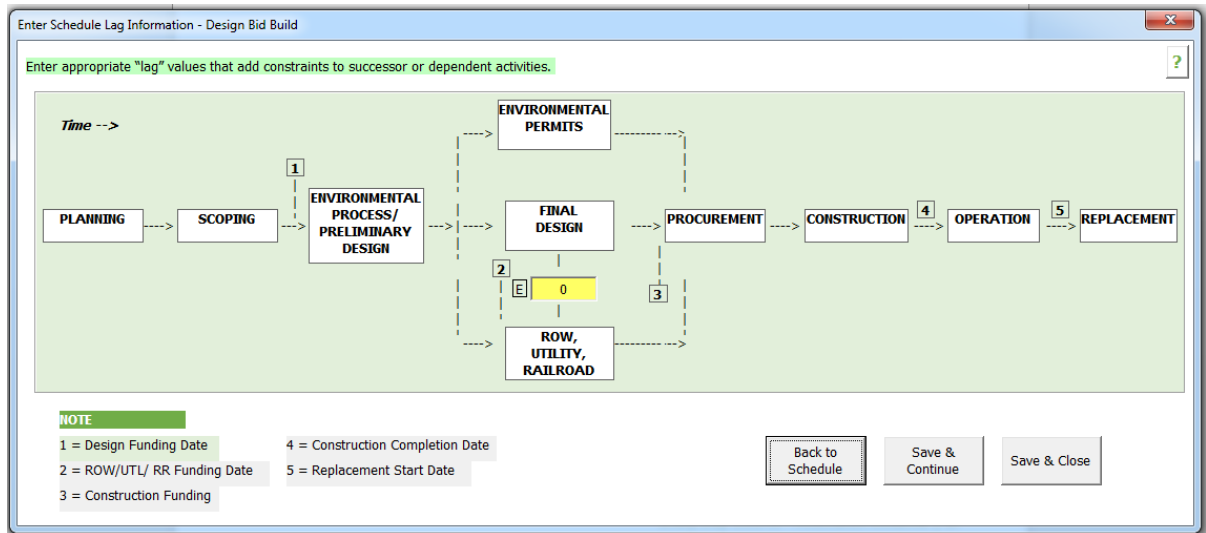 Enter Schedule Lag Information - Design Bid Build
x
Enter appropriate "lag" values that add constraints to successor or dependent activities.
?
Time -->
ENVIRONMENTAL
PERMITS
1
PLANNING
SCOPING
ENVIRONMENTAL
PROCESS/
PRELIMINARY
DESIGN
FINAL
DESIGN
PROCUREMENT
CONSTRUCTION
4
OPERATION
5
REPLACEMENT
2
E
0
3
ROW,
UTILITY,
RAILROAD
NOTE
1 = Design Funding Date
2 = ROW/UTL/ RR Funding Date
3 = Construction Funding
4 = Construction Completion Date
5 = Replacement Start Date
Back to
Schedule
Save &
Continue
Save & Close